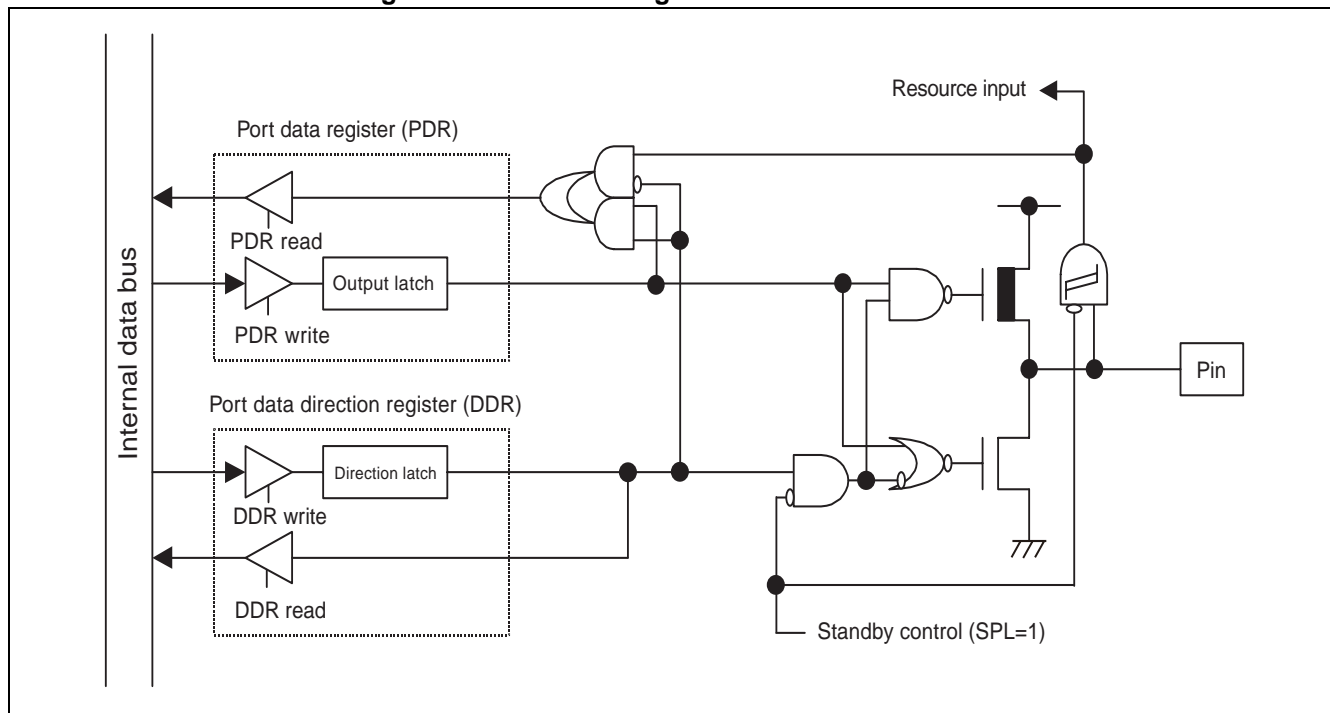 Resource input
Port data register (PDR)
PDR read
Output latch
PDR write
Internal data bus
Pin
Port data direction register (DDR)
Direction latch
DDR write
DDR read
Standby control (SPL=1)